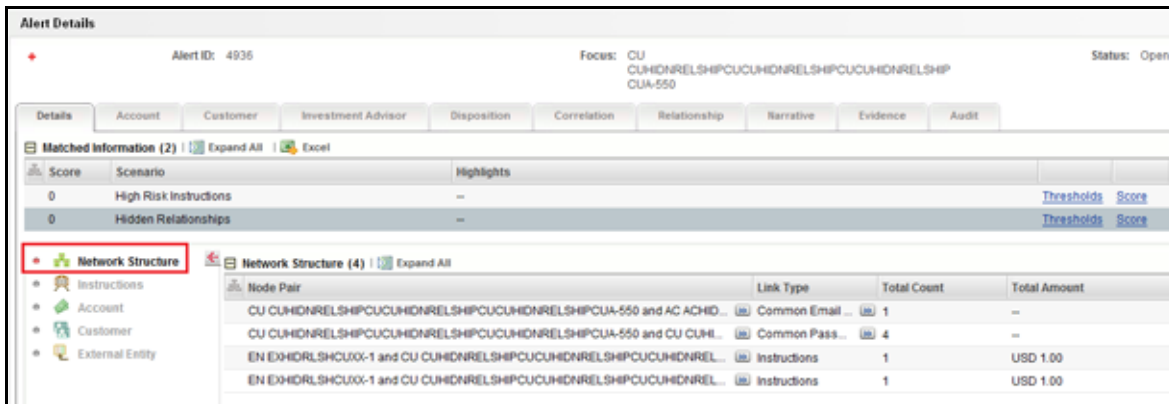 Alert Details
Alert ID: 4936 Focus: CU Status: Open
CUHIDNRELSHIPCUCUHIDNRELSHIPCUCUHIDNRELSHIP
CUA-550
Details Account Customer Investment Advisor Disposition Correlation Relationship Narrative Evidence Audit
Matched Information (2) | Expand All | Excel
Score Scenario Highlights
0 High Risk Instructions -- Thresholds Score
0 Hidden Relationships -- Thresholds Score
Network Structure
Instructions
Account
Customer
External Entity
Network Structure (4) | Expand All
Node Pair Link Type Total Count Total Amount
CU CUHIDNRELSHIPCUCUHIDNRELSHIPCUCUHIDNRELSHIPCUA-550 and AC ACHID... Common Email ... 1 --
CU CUHIDNRELSHIPCUCUHIDNRELSHIPCUCUHIDNRELSHIPCUA-550 and CU CUHI... Common Pass... 4 --
EN EXHIDRLSHCUXX-1 and CU CUHIDNRELSHIPCUCUHIDNRELSHIPCUCUHIDNREL... Instructions 1 USD 1.00
EN EXHIDRLSHCUXX-1 and CU CUHIDNRELSHIPCUCUHIDNRELSHIPCUCUHIDNREL... Instructions 1 USD 1.00